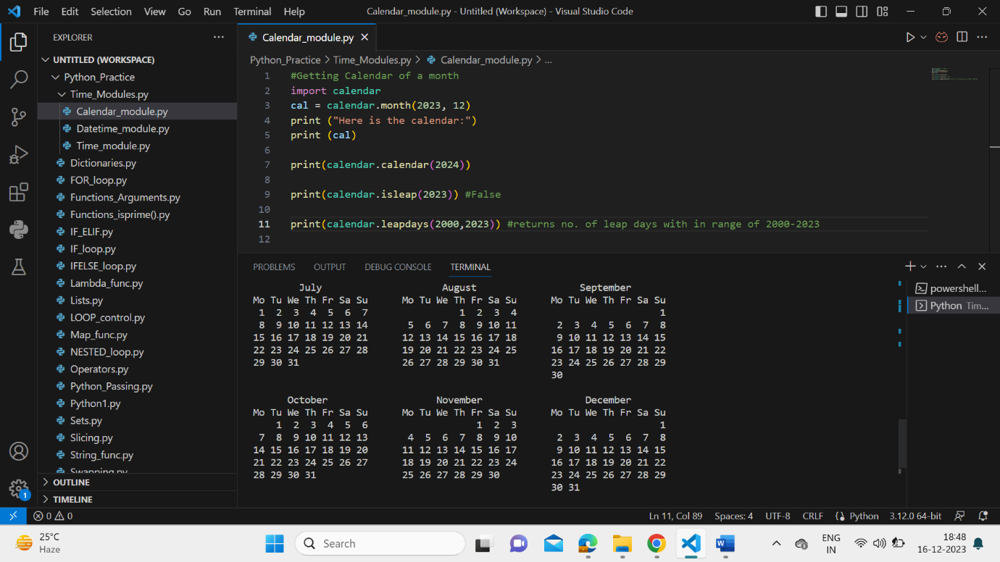 File Edit Selection View Go Run Terminal Help Calendar_module.py - Untitled (Workspace) - Visual Studio Code
EXPLORER
UNTITLED (WORKSPACE)
Python_Practice
Time_Modules.py
Calendar_module.py
Datetime_module.py
Time_module.py
Dictionaries.py
FOR_loop.py
Functions_Arguments.py
Functions_isprime().py
IF_ELIF.py
IF_loop.py
IFELSE_loop.py
Lambda_func.py
Lists.py
LOOP_control.py
Map_func.py
NESTED_loop.py
Operators.py
Python_Passing.py
Python1.py
Sets.py
Slicing.py
String_func.py
Swapping.py
OUTLINE
TIMELINE
1
Calendar_module.py
Python_Practice > Time_Modules.py > Calendar_module.py > ...
1 #Getting Calendar of a month
2 import calendar
3 cal = calendar.month(2023, 12)
4 print ("Here is the calendar:")
5 print (cal)
6
7 print(calendar.calendar(2024))
8
9 print(calendar.isleap(2023)) #False
10
11 print(calendar.leapdays(2000,2023)) #returns no. of leap days with in range of 2000-2023
12
PROBLEMS OUTPUT DEBUG CONSOLE TERMINAL
July August September
Mo Tu We Th Fr Sa Su Mo Tu We Th Fr Sa Su Mo Tu We Th Fr Sa Su
1 2 3 4 5 6 7 1 2 3 4 1
8 9 10 11 12 13 14 5 6 7 8 9 10 11 2 3 4 5 6 7 8
15 16 17 18 19 20 21 12 13 14 15 16 17 18 9 10 11 12 13 14 15
22 23 24 25 26 27 28 19 20 21 22 23 24 25 16 17 18 19 20 21 22
29 30 31 26 27 28 29 30 31 23 24 25 26 27 28 29
30
October November December
Mo Tu We Th Fr Sa Su Mo Tu We Th Fr Sa Su Mo Tu We Th Fr Sa Su
1 2 3 4 5 6 1 2 3 1
7 8 9 10 11 12 13 4 5 6 7 8 9 10 2 3 4 5 6 7 8
14 15 16 17 18 19 20 11 12 13 14 15 16 17 9 10 11 12 13 14 15
21 22 23 24 25 26 27 18 19 20 21 22 23 24 16 17 18 19 20 21 22
28 29 30 31 25 26 27 28 29 30 23 24 25 26 27 28 29
30 31
powershell...
Python Tim...
0 0 Ln 11, Col 89 Spaces: 4 UTF-8 CRLF Python 3.12.0 64-bit
25°C
Haze
Search
ENG
IN
18:48
16-12-2023